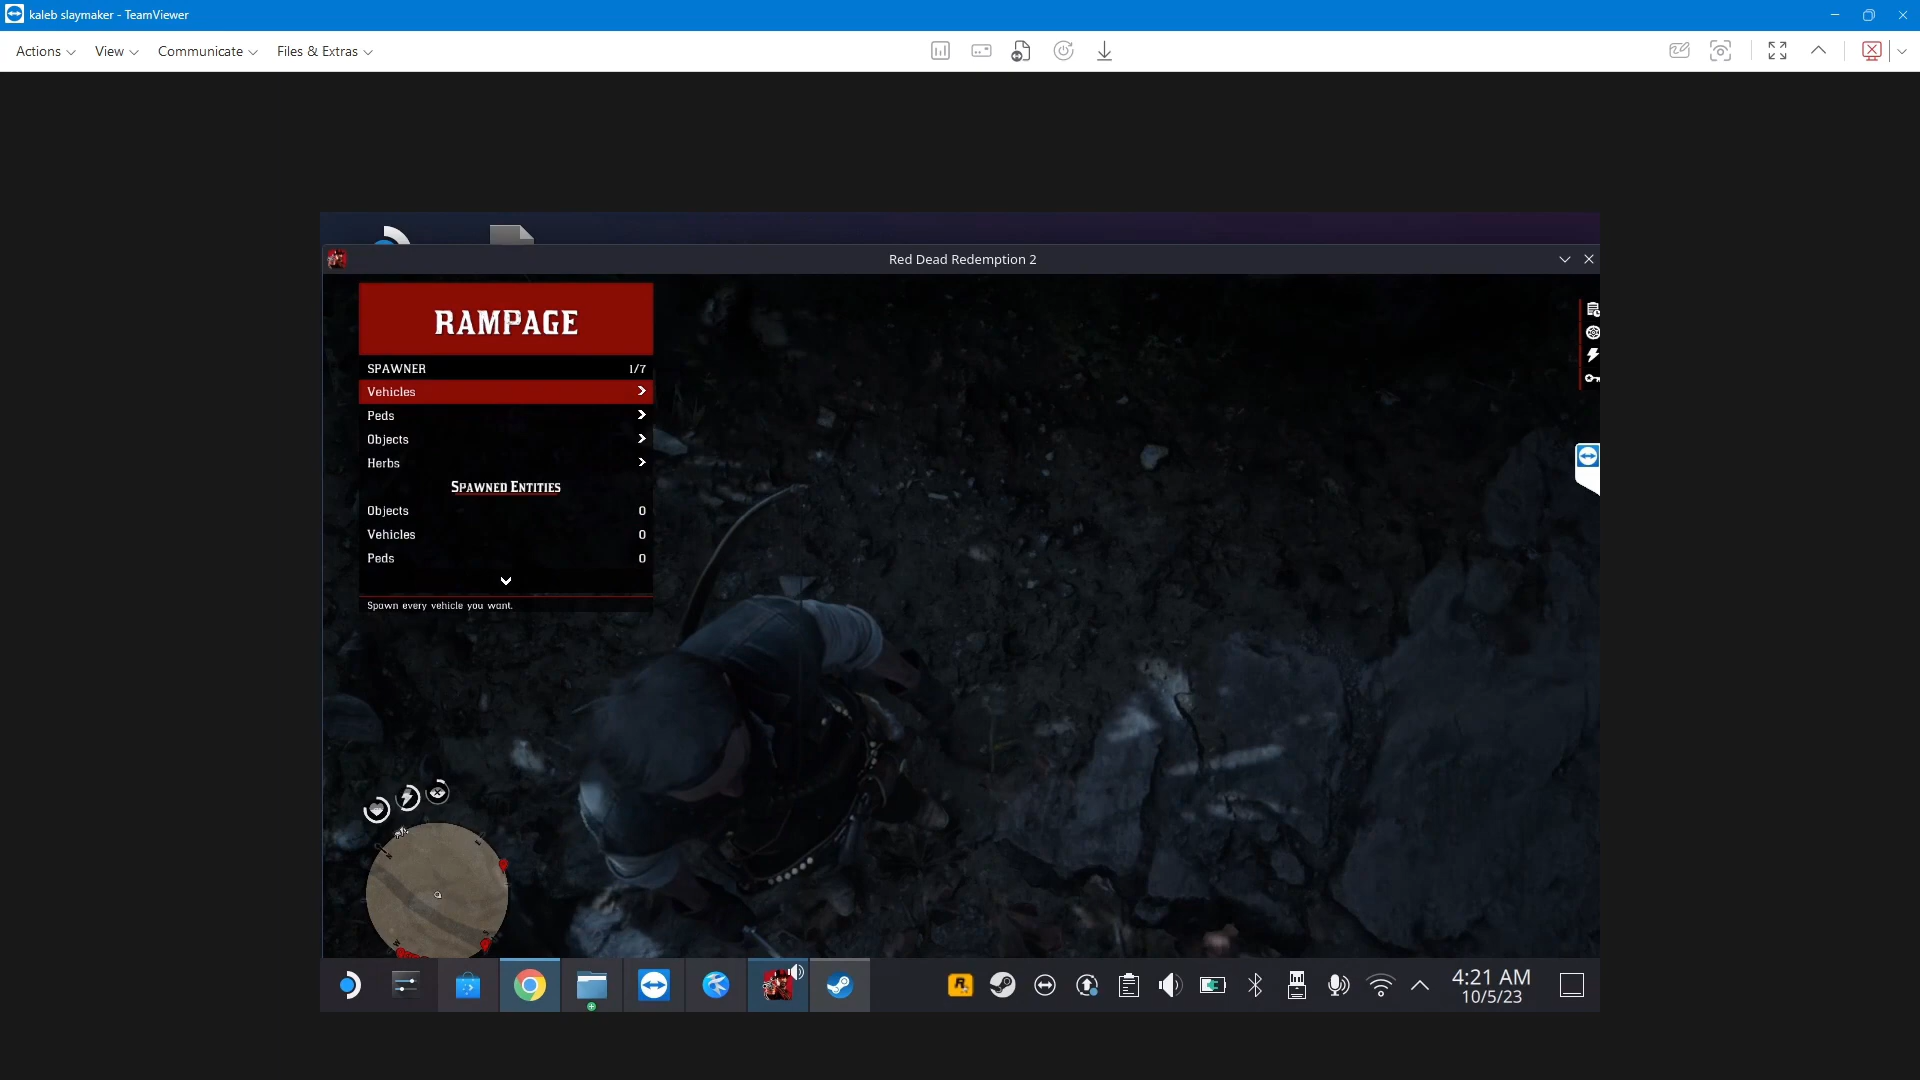 kaleb slaymaker - TeamViewer
Actions
View
Communicate
Files & Extras
Red Dead Redemption 2
RAMPAGE
SPAWNER 1/7
Vehicles
Peds
Objects
Herbs
SPAWNED ENTITIES
Objects 0
Vehicles 0
Peds 0
Spawn every vehicle you want.
4:21 AM
10/5/23